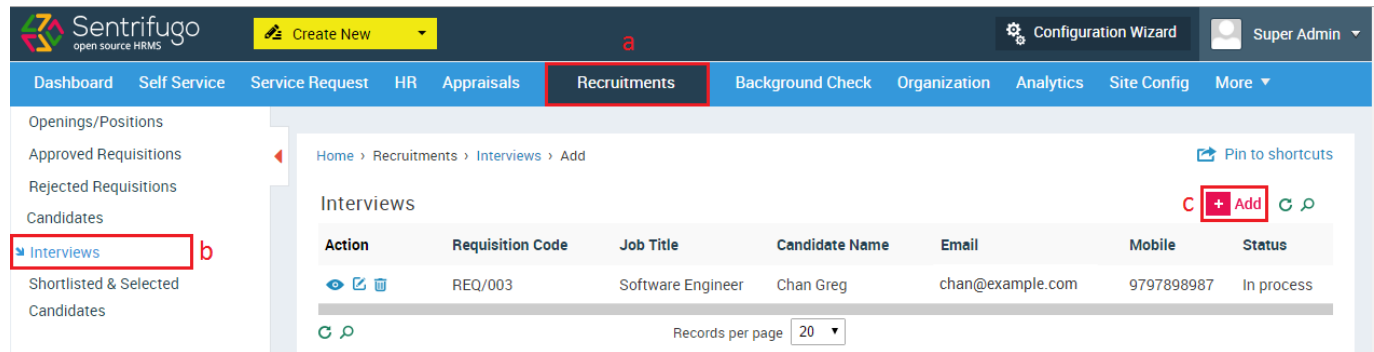 Sentrifugo
open source HRMS
Create New
Configuration Wizard
Super Admin
a
Dashboard Self Service Service Request HR Appraisals Recruitments Background Check Organization Analytics Site Config More
Openings/Positions
Approved Requisitions
Rejected Requisitions
Candidates
Interviews b
Shortlisted & Selected
Candidates
Home › Recruitments › Interviews › Add
Pin to shortcuts
Interviews
c + Add
Action Requisition Code Job Title Candidate Name Email Mobile Status
REQ/003 Software Engineer Chan Greg chan@example.com 9797898987 In process
Records per page 20